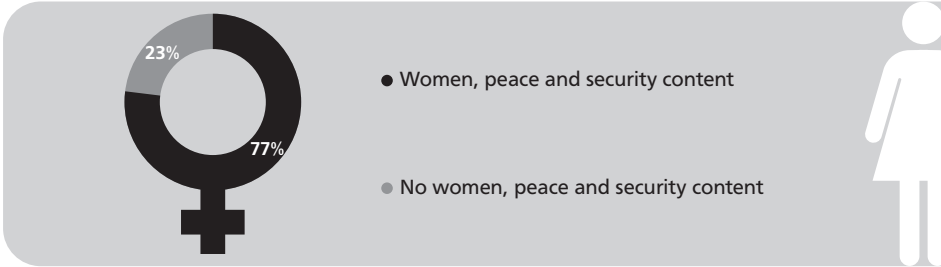 23%
Women, peace and security content
77%
No women, peace and security content